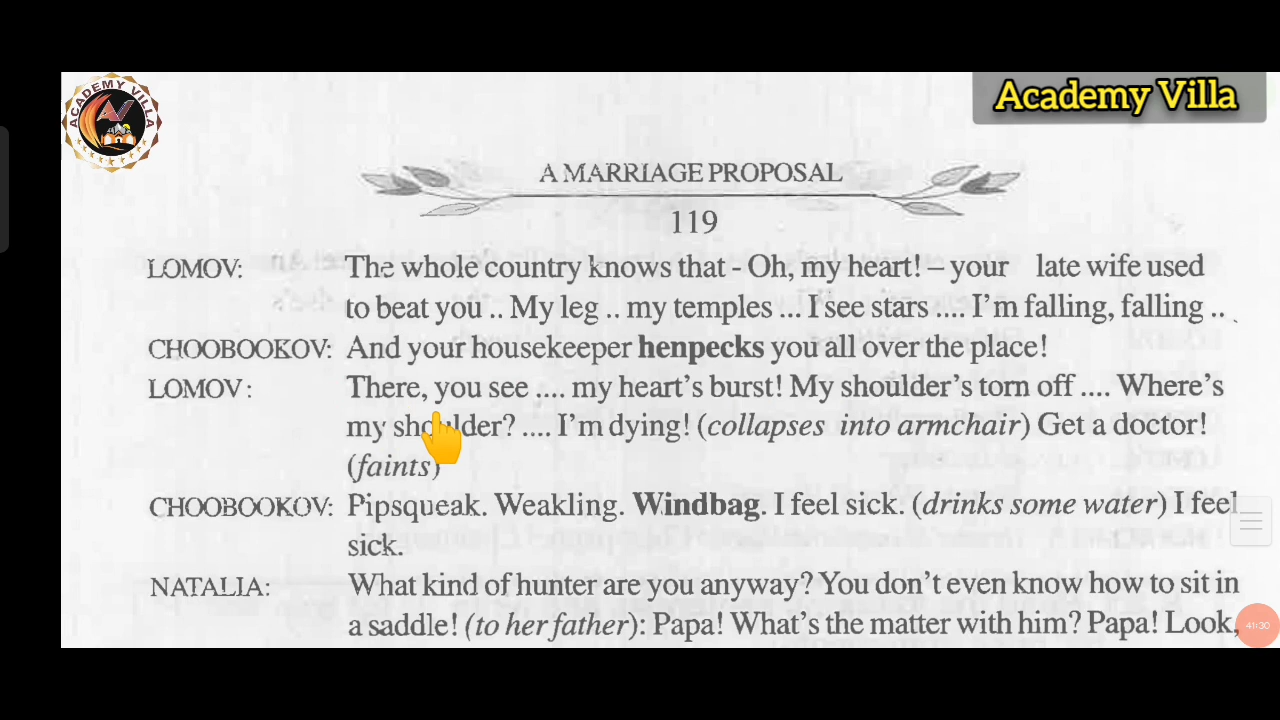 ACADEMY VILLA
Academy Villa
A MARRIAGE PROPOSAL
119
LOMOV: The whole country knows that - Oh, my heart! – your late wife used
to beat you .. My leg .. my temples ... I see stars .... I'm falling, falling ..
CHOOBOOKOV: And your housekeeper henpecks you all over the place!
LOMOV: There, you see .... my heart's burst! My shoulder's torn off .... Where's
my shoulder? .... I'm dying! (collapses into armchair) Get a doctor!
(faints)
CHOOBOOKOV: Pipsqueak. Weakling. Windbag. I feel sick. (drinks some water) I feel
sick.
NATALIA: What kind of hunter are you anyway? You don't even know how to sit in
a saddle! (to her father): Papa! What's the matter with him? Papa! Look,
41:30